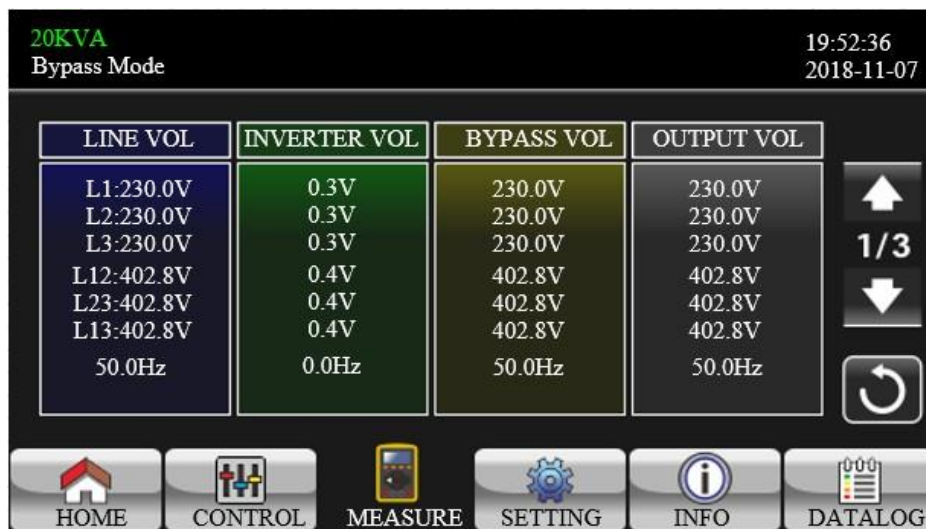 20KVA
19:52:36
Bypass Mode
2018-11-07
LINE VOL
INVERTER VOL
BYPASS VOL
OUTPUT VOL
L1:230.0V
0.3V
230.0V
230.0V
L2:230.0V
0.3V
230.0V
230.0V
L3:230.0V
0.3V
230.0V
230.0V
1/3
L12:402.8V
0.4V
402.8V
402.8V
L23:402.8V
0.4V
402.8V
402.8V
L13:402.8V
0.4V
402.8V
402.8V
50.0Hz
0.0Hz
50.0Hz
50.0Hz
HOME
CONTROL
MEASURE
SETTING
INFO
DATALOG